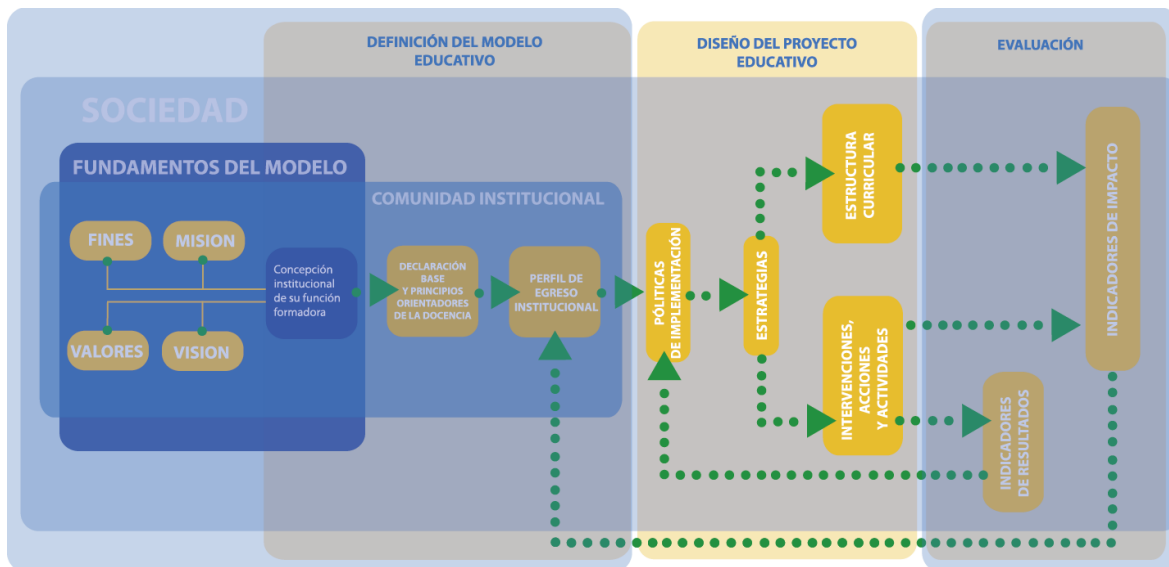 DEFINICIÓN DEL MODELO
EDUCATIVO
DISEÑO DEL PROYECTO
EDUCATIVO
EVALUACIÓN
SOCIEDAD
FUNDAMENTOS DEL MODELO
COMUNIDAD INSTITUCIONAL
FINES
MISION
VALORES
VISION
Concepción
institucional
de su función
formadora
DECLARACIÓN
BASE
Y PRINCIPIOS
ORIENTADORES
DE LA DOCENCIA
PERFIL DE
EGRESO
INSTITUCIONAL
PÓLITICAS
DE IMPLEMENTACIÓN
ESTRATEGIAS
ESTRUCTURA
CURRICULAR
INTERVENCIONES,
ACCIONES
Y ACTIVIDADES
INDICADORES
DE RESULTADOS
INDICADORES DE IMPACTO